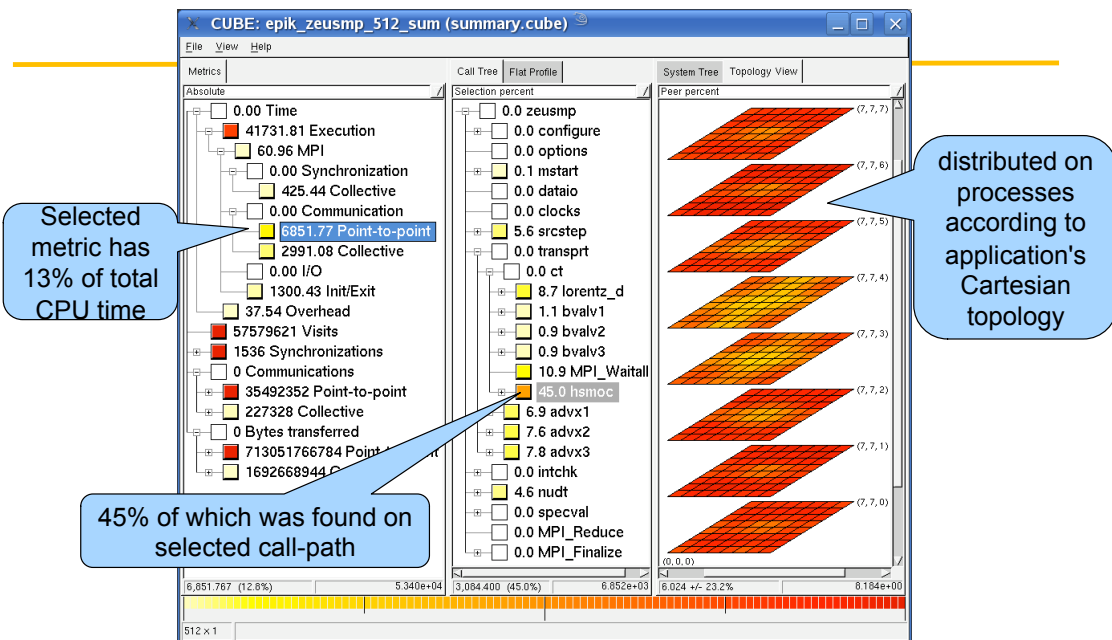 CUBE: epik_zeusmp_512_sum (summary.cube)
File View Help
Metrics
Absolute
0.00 Time
41731.81 Execution
60.96 MPI
0.00 Synchronization
425.44 Collective
0.00 Communication
6851.77 Point-to-point
2991.08 Collective
0.00 I/O
1300.43 Init/Exit
37.54 Overhead
57579621 Visits
1536 Synchronizations
0 Communications
35492352 Point-to-point
227328 Collective
0 Bytes transferred
713051766784
1692668944
6,851.767 (12.8%) 5.340e+04
Call Tree Flat Profile
Selection percent
0.0 zeusmp
0.0 configure
0.0 options
0.1 mstart
0.0 dataio
0.0 clocks
5.6 srcstep
0.0 transprt
0.0 ct
8.7 lorentz_d
1.1 bvalv1
0.9 bvalv2
0.9 bvalv3
10.9 MPI_Waitall
45.0 hsmoc
6.9 advx1
7.6 advx2
7.8 advx3
0.0 intchk
4.6 nudt
0.0 specval
0.0 MPI_Reduce
0.0 MPI_Finalize
3,084.400 (45.0%) 6.852e+03
System Tree Topology View
Peer percent
(7, 7, 7)
(7, 7, 6)
(7, 7, 5)
(7, 7, 4)
(7, 7, 3)
(7, 7, 2)
(7, 7, 1)
(7, 7, 0)
(0, 0, 0)
6.024 +/- 23.2% 8.184e+00
512 x 1
Selected
metric has
13% of total
CPU time
45% of which was found on
selected call-path
distributed on
processes
according to
application's
Cartesian
topology